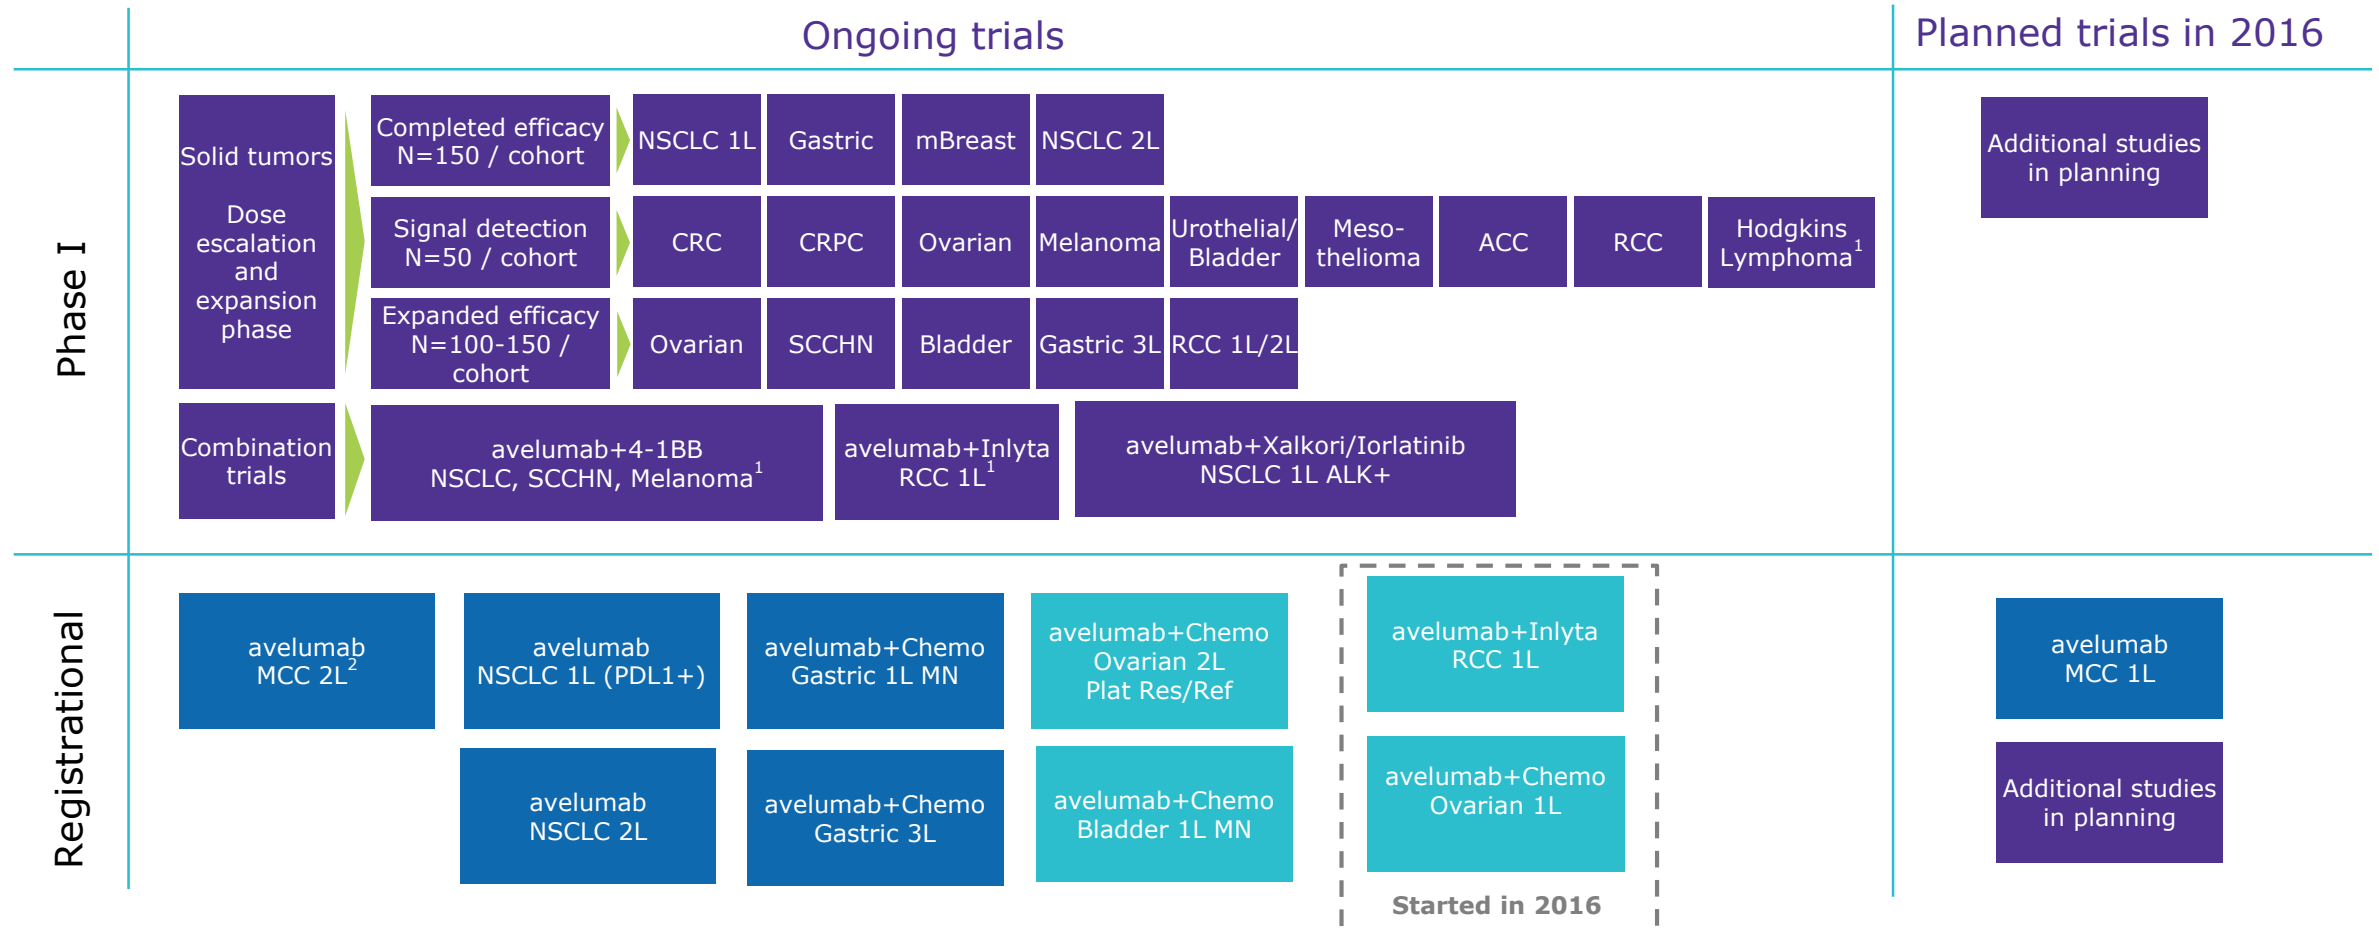 Ongoing trials
Planned trials in 2016
Phase I
Solid tumors
Dose
escalation
and
expansion
phase
Completed efficacy
N=150 / cohort
NSCLC 1L
Gastric
mBreast
NSCLC 2L
Signal detection
N=50 / cohort
CRC
CRPC
Ovarian
Melanoma
Urothelial/
Bladder
Meso-
thelioma
ACC
RCC
Hodgkins
Lymphoma1
Expanded efficacy
N=100-150 /
cohort
Ovarian
SCCHN
Bladder
Gastric 3L
RCC 1L/2L
Additional studies
in planning
Combination
trials
avelumab+4-1BB
NSCLC, SCCHN, Melanoma1
avelumab+Inlyta
RCC 1L1
avelumab+Xalkori/Iorlatinib
NSCLC 1L ALK+
Registrational
avelumab
MCC 2L2
avelumab
NSCLC 1L (PDL1+)
avelumab+Chemo
Gastric 1L MN
avelumab+Chemo
Ovarian 2L
Plat Res/Ref
avelumab+Inlyta
RCC 1L
avelumab
MCC 1L
avelumab
NSCLC 2L
avelumab+Chemo
Gastric 3L
avelumab+Chemo
Bladder 1L MN
avelumab+Chemo
Ovarian 1L
Additional studies
in planning
Started in 2016